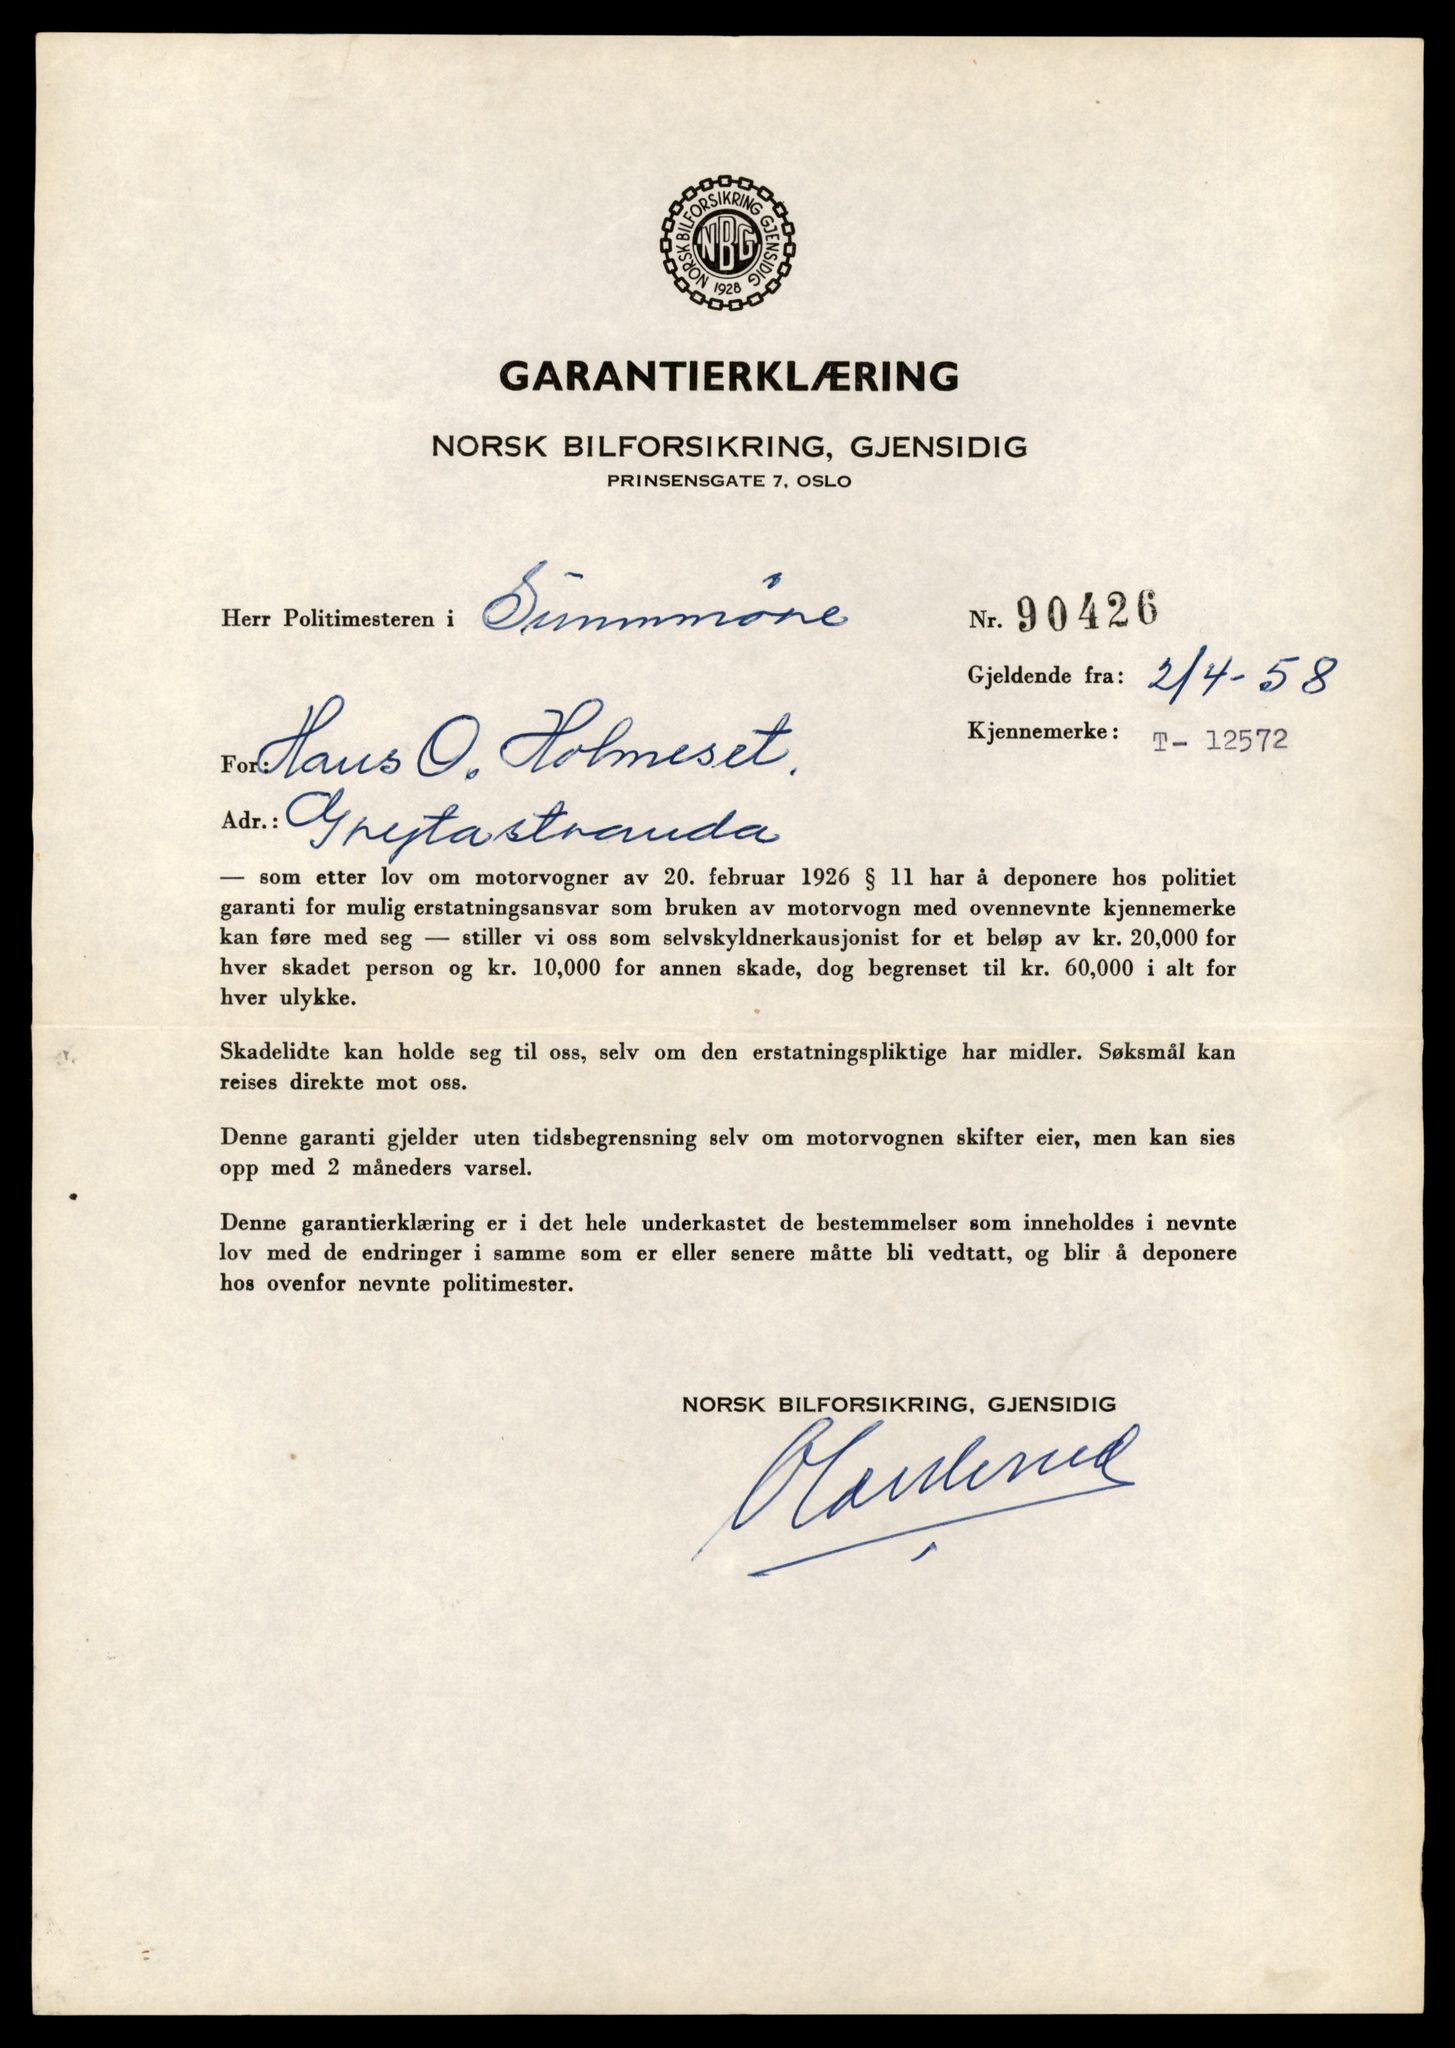 NORSK BILFORSIKRING GJENSIDIG
NBG
1928
GARANTIERKLÆRING
NORSK BILFORSIKRING, GJENSIDIG
PRINSENSGATE 7, OSLO
Herr Politimesteren i Sunnmøre
Nr. 90426
Gjeldende fra: 2/4-58
Kjennemerke: T- 12572
For: Hans O. Holmeset.
Adr.: Grytastranda
— som etter lov om motorvogner av 20. februar 1926 § 11 har å deponere hos politiet
garanti for mulig erstatningsansvar som bruken av motorvogn med ovennevnte kjennemerke
kan føre med seg — stiller vi oss som selvskyldnerkausjonist for et beløp av kr. 20,000 for
hver skadet person og kr. 10,000 for annen skade, dog begrenset til kr. 60,000 i alt for
hver ulykke.
Skadelidte kan holde seg til oss, selv om den erstatningspliktige har midler. Søksmål kan
reises direkte mot oss.
Denne garanti gjelder uten tidsbegrensning selv om motorvognen skifter eier, men kan sies
opp med 2 måneders varsel.
Denne garantierklæring er i det hele underkastet de bestemmelser som inneholdes i nevnte
lov med de endringer i samme som er eller senere måtte bli vedtatt, og blir å deponere
hos ovenfor nevnte politimester.
NORSK BILFORSIKRING, GJENSIDIG